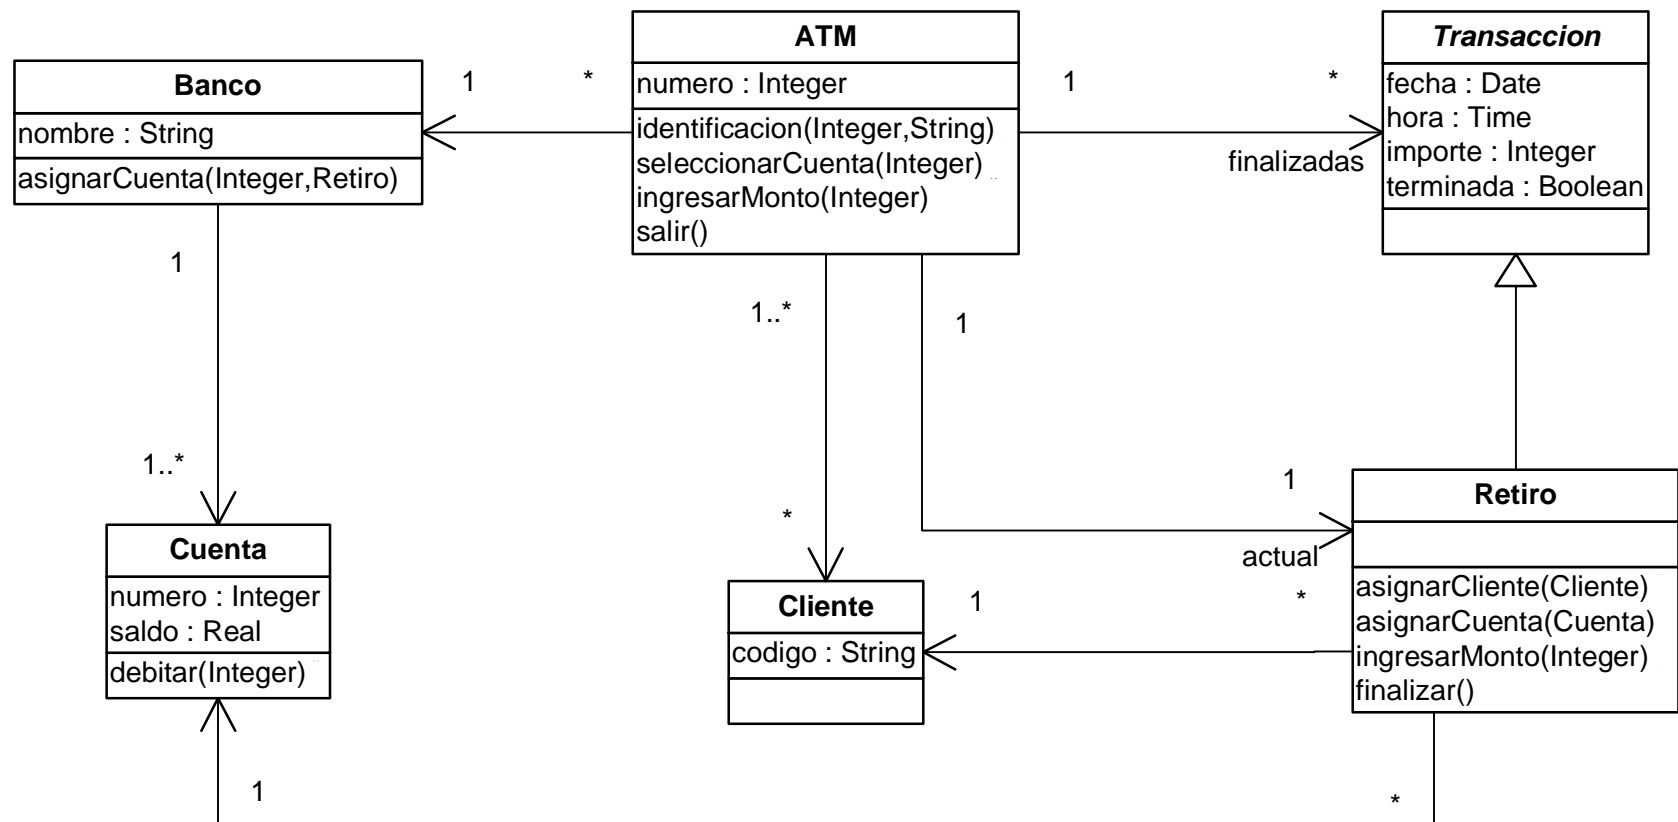 Banco
nombre : String
asignarCuenta(Integer,Retiro)
1
*
ATM
numero : Integer
identificacion(Integer,String)
seleccionarCuenta(Integer)
ingresarMonto(Integer)
salir()
1
*
finalizadas
Transaccion
fecha : Date
hora : Time
importe : Integer
terminada : Boolean
1
1..*
1..*
*
1
1
actual
Cuenta
numero : Integer
saldo : Real
debitar(Integer)
Cliente
codigo : String
1
*
Retiro
asignarCliente(Cliente)
asignarCuenta(Cuenta)
ingresarMonto(Integer)
finalizar()
1
*